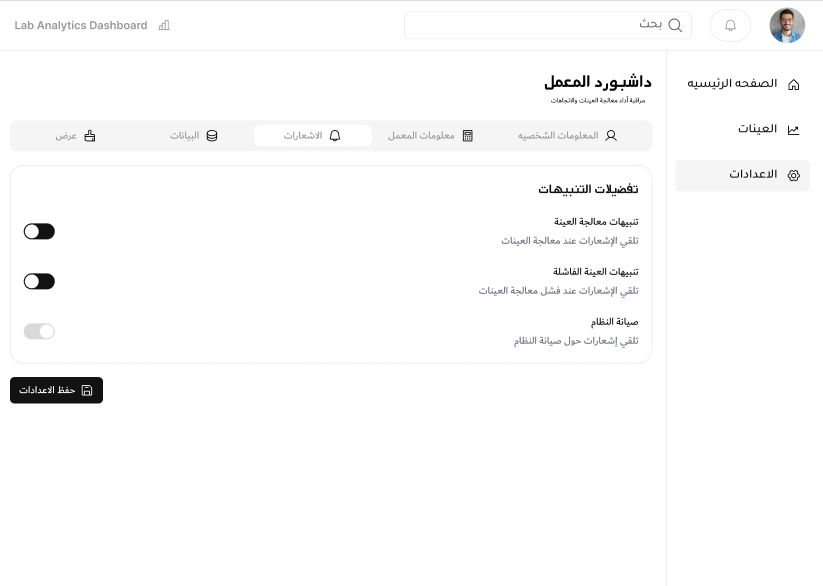 Lab Analytics Dashboard
بحث
الصفحه الرئيسيه
العينات
الاعدادات
داشبورد المعمل
مراقبة أداء معالجة العينات والاتجاهات
المعلومات الشخصيه
معلومات المعمل
الاشعارات
البيانات
عرض
تفضيلات التنبيهات
تنبيهات معالجة العينة
تلقي الإشعارات عند معالجة العينات
تنبيهات العينة الفاشلة
تلقي الإشعارات عند فشل معالجة العينات
صيانة النظام
تلقي إشعارات حول صيانة النظام
حفظ الاعدادات